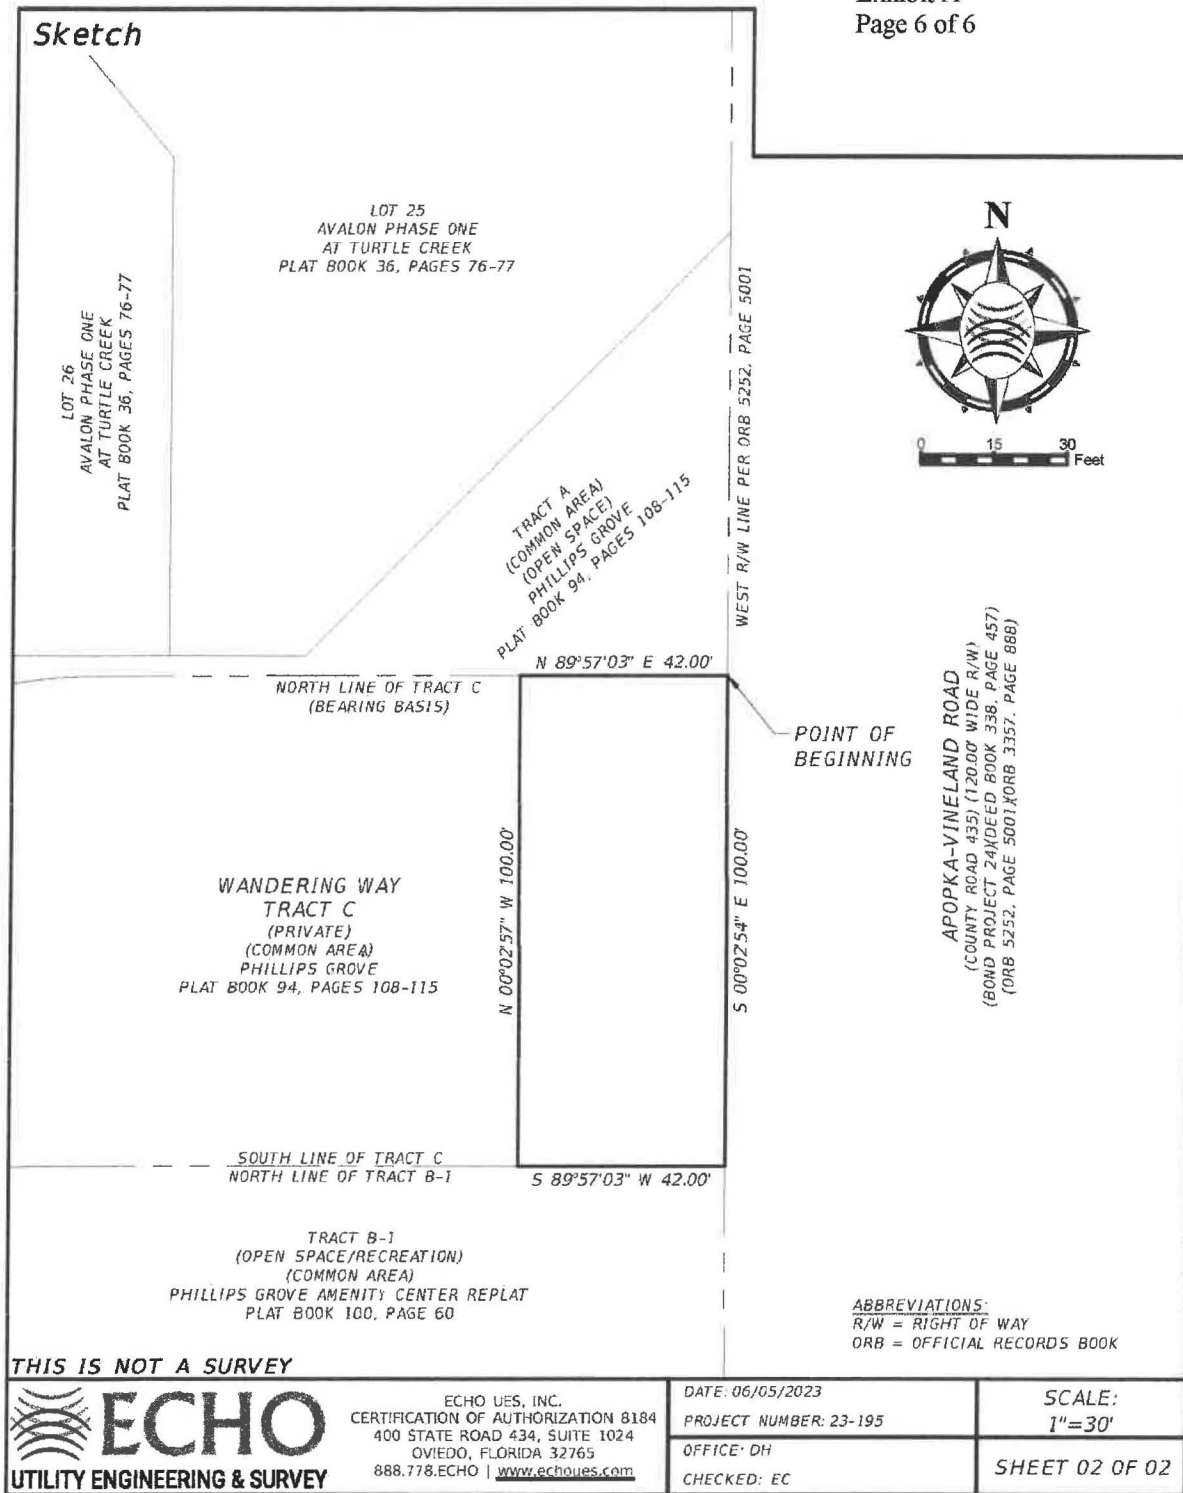 Page 6 of 6
Sketch
LOT 25
AVALON PHASE ONE
AT TURTLE CREEK
PLAT BOOK 36, PAGES 76-77
LOT 26
AVALON PHASE ONE
AT TURTLE CREEK
PLAT BOOK 36, PAGES 76-77
WEST R/W LINE PER ORB 5252, PAGE 5001
N
0 15 30
Feet
TRACT A
(COMMON AREA)
(OPEN SPACE)
PHILLIPS GROVE
PLAT BOOK 94, PAGES 108-115
N 89°57'03" E 42.00'
NORTH LINE OF TRACT C
(BEARING BASIS)
POINT OF
BEGINNING
APOPKA-VINELAND ROAD
(COUNTY ROAD 435) (120.00' WIDE R/W)
(BOND PROJECT 24)(DEED BOOK 338, PAGE 457)
(ORB 5252, PAGE 5001)(ORB 3357, PAGE 888)
WANDERING WAY
TRACT C
(PRIVATE)
(COMMON AREA)
PHILLIPS GROVE
PLAT BOOK 94, PAGES 108-115
N 00°02'57" W 100.00'
S 00°02'54" E 100.00'
SOUTH LINE OF TRACT C
NORTH LINE OF TRACT B-1
S 89°57'03" W 42.00'
TRACT B-1
(OPEN SPACE/RECREATION)
(COMMON AREA)
PHILLIPS GROVE AMENITY CENTER REPLAT
PLAT BOOK 100, PAGE 60
ABBREVIATIONS:
R/W = RIGHT OF WAY
ORB = OFFICIAL RECORDS BOOK
THIS IS NOT A SURVEY
ECHO
UTILITY ENGINEERING & SURVEY
ECHO UES, INC.
CERTIFICATION OF AUTHORIZATION 8184
400 STATE ROAD 434, SUITE 1024
OVIEDO, FLORIDA 32765
888.778.ECHO | www.echoues.com
DATE: 06/05/2023
PROJECT NUMBER: 23-195
OFFICE: DH
CHECKED: EC
SCALE:
1"=30'
SHEET 02 OF 02